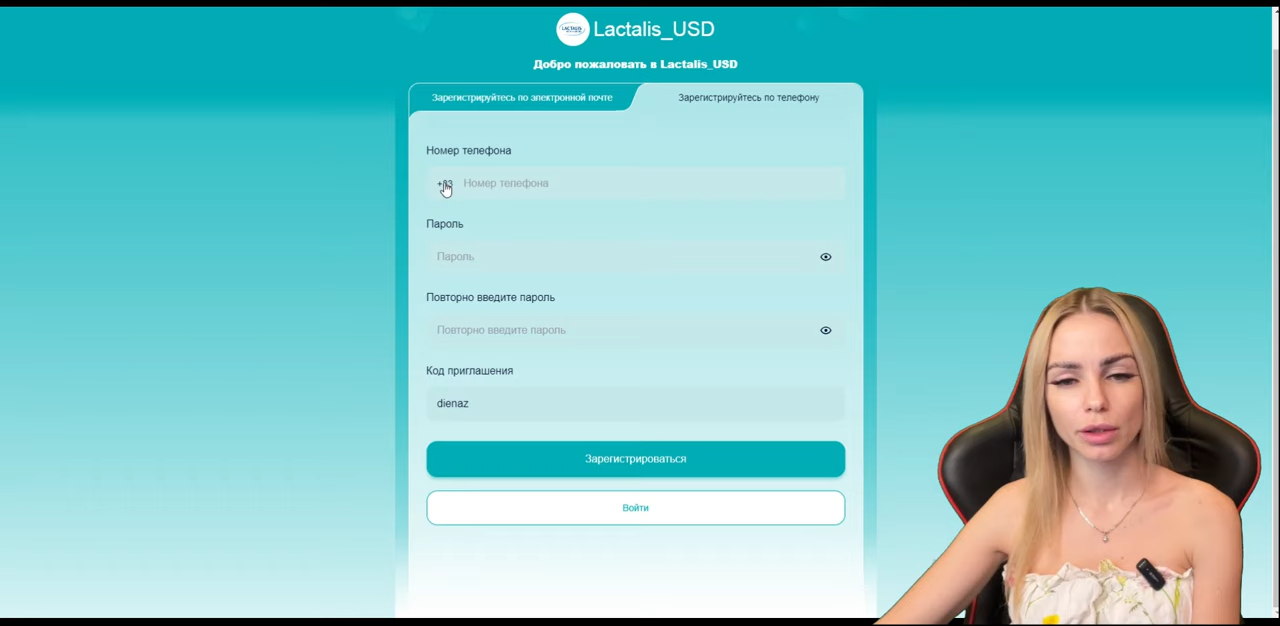 LACTALIS
Lactalis_USD
Добро пожаловать в Lactalis_USD
Зарегистрируйтесь по электронной почте
Зарегистрируйтесь по телефону
Номер телефона
Номер телефона
Пароль
Пароль
Повторно введите пароль
Повторно введите пароль
Код приглашения
dienaz
Зарегистрироваться
Войти